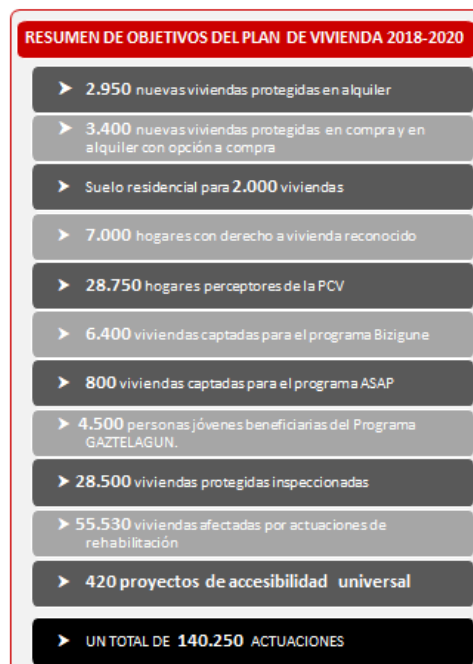 RESUMEN DE OBJETIVOS DEL PLAN DE VIVIENDA 2018-2020
➤ 2.950 nuevas viviendas protegidas en alquiler
➤ 3.400 nuevas viviendas protegidas en compra y en
alquiler con opción a compra
➤ Suelo residencial para 2.000 viviendas
➤ 7.000 hogares con derecho a vivienda reconocido
➤ 28.750 hogares perceptores de la PCV
➤ 6.400 viviendas captadas para el programa Bizigune
➤ 800 viviendas captadas para el programa ASAP
➤ 4.500 personas jóvenes beneficiarias del Programa
GAZTELAGUN.
➤ 28.500 viviendas protegidas inspeccionadas
➤ 55.530 viviendas afectadas por actuaciones de
rehabilitación
➤ 420 proyectos de accesibilidad universal
➤ UN TOTAL DE 140.250 ACTUACIONES